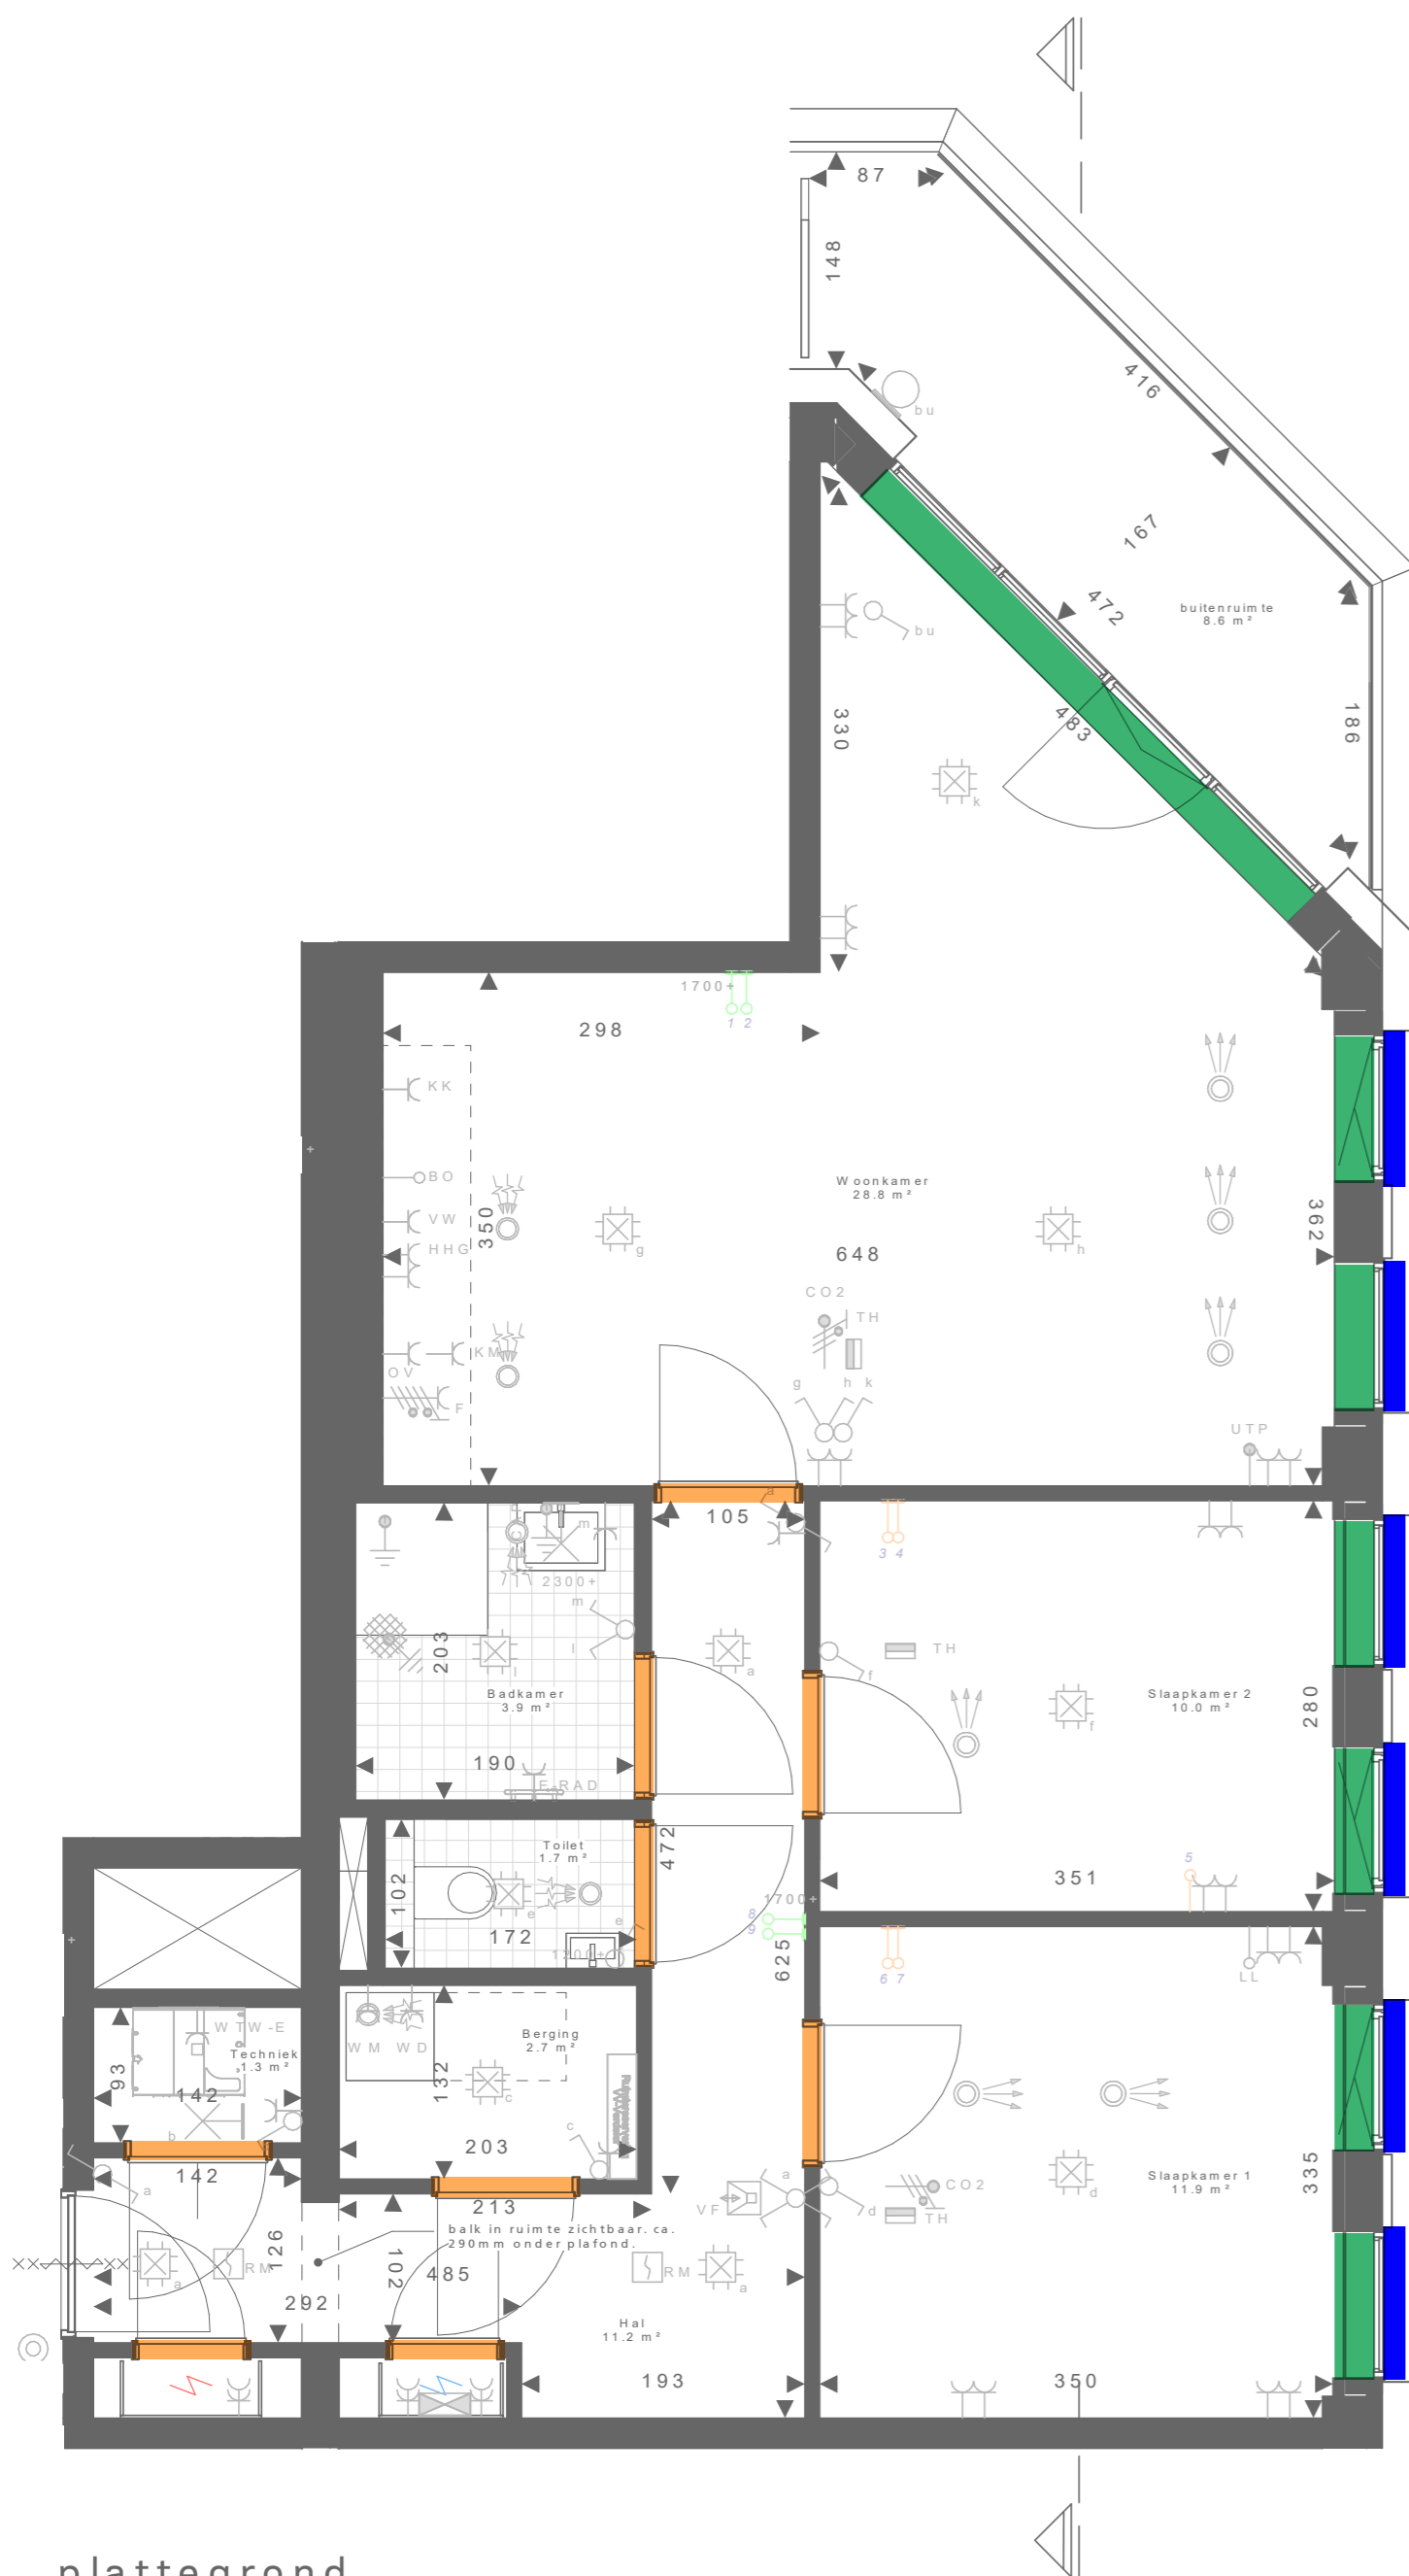 87
148
416
bu
167
472
buitenruimte
8.6 m²
bu
330
483
186
k
1700+
1 2
298
KK
BO
VW
HHG
350
g
Woonkamer
28.8 m²
648
h
362
CO2
TH
KM
OV
F
g h k
UTP
105
a
m
2300+
m
l
203
l
Badkamer
3.9 m²
190
E-RAD
a
3 4
TH
f
f
Slaapkamer 2
10.0 m²
280
351
5
Toilet
1.7 m²
102
172
e
e
1200+
472
1700+
8
9
625
6 7
LL
WTW-E
Techniek
1.3 m²
93
142
b
WM WD
Berging
2.7 m²
132
c
c
203
142
a
213
balk in ruimte zichtbaar. ca.
290mm onder plafond.
126
102
485
292
a
RM
RM
a
VF
a
d
CO2
TH
d
Slaapkamer 1
11.9 m²
335
Hal
11.2 m²
193
350
plattegrond